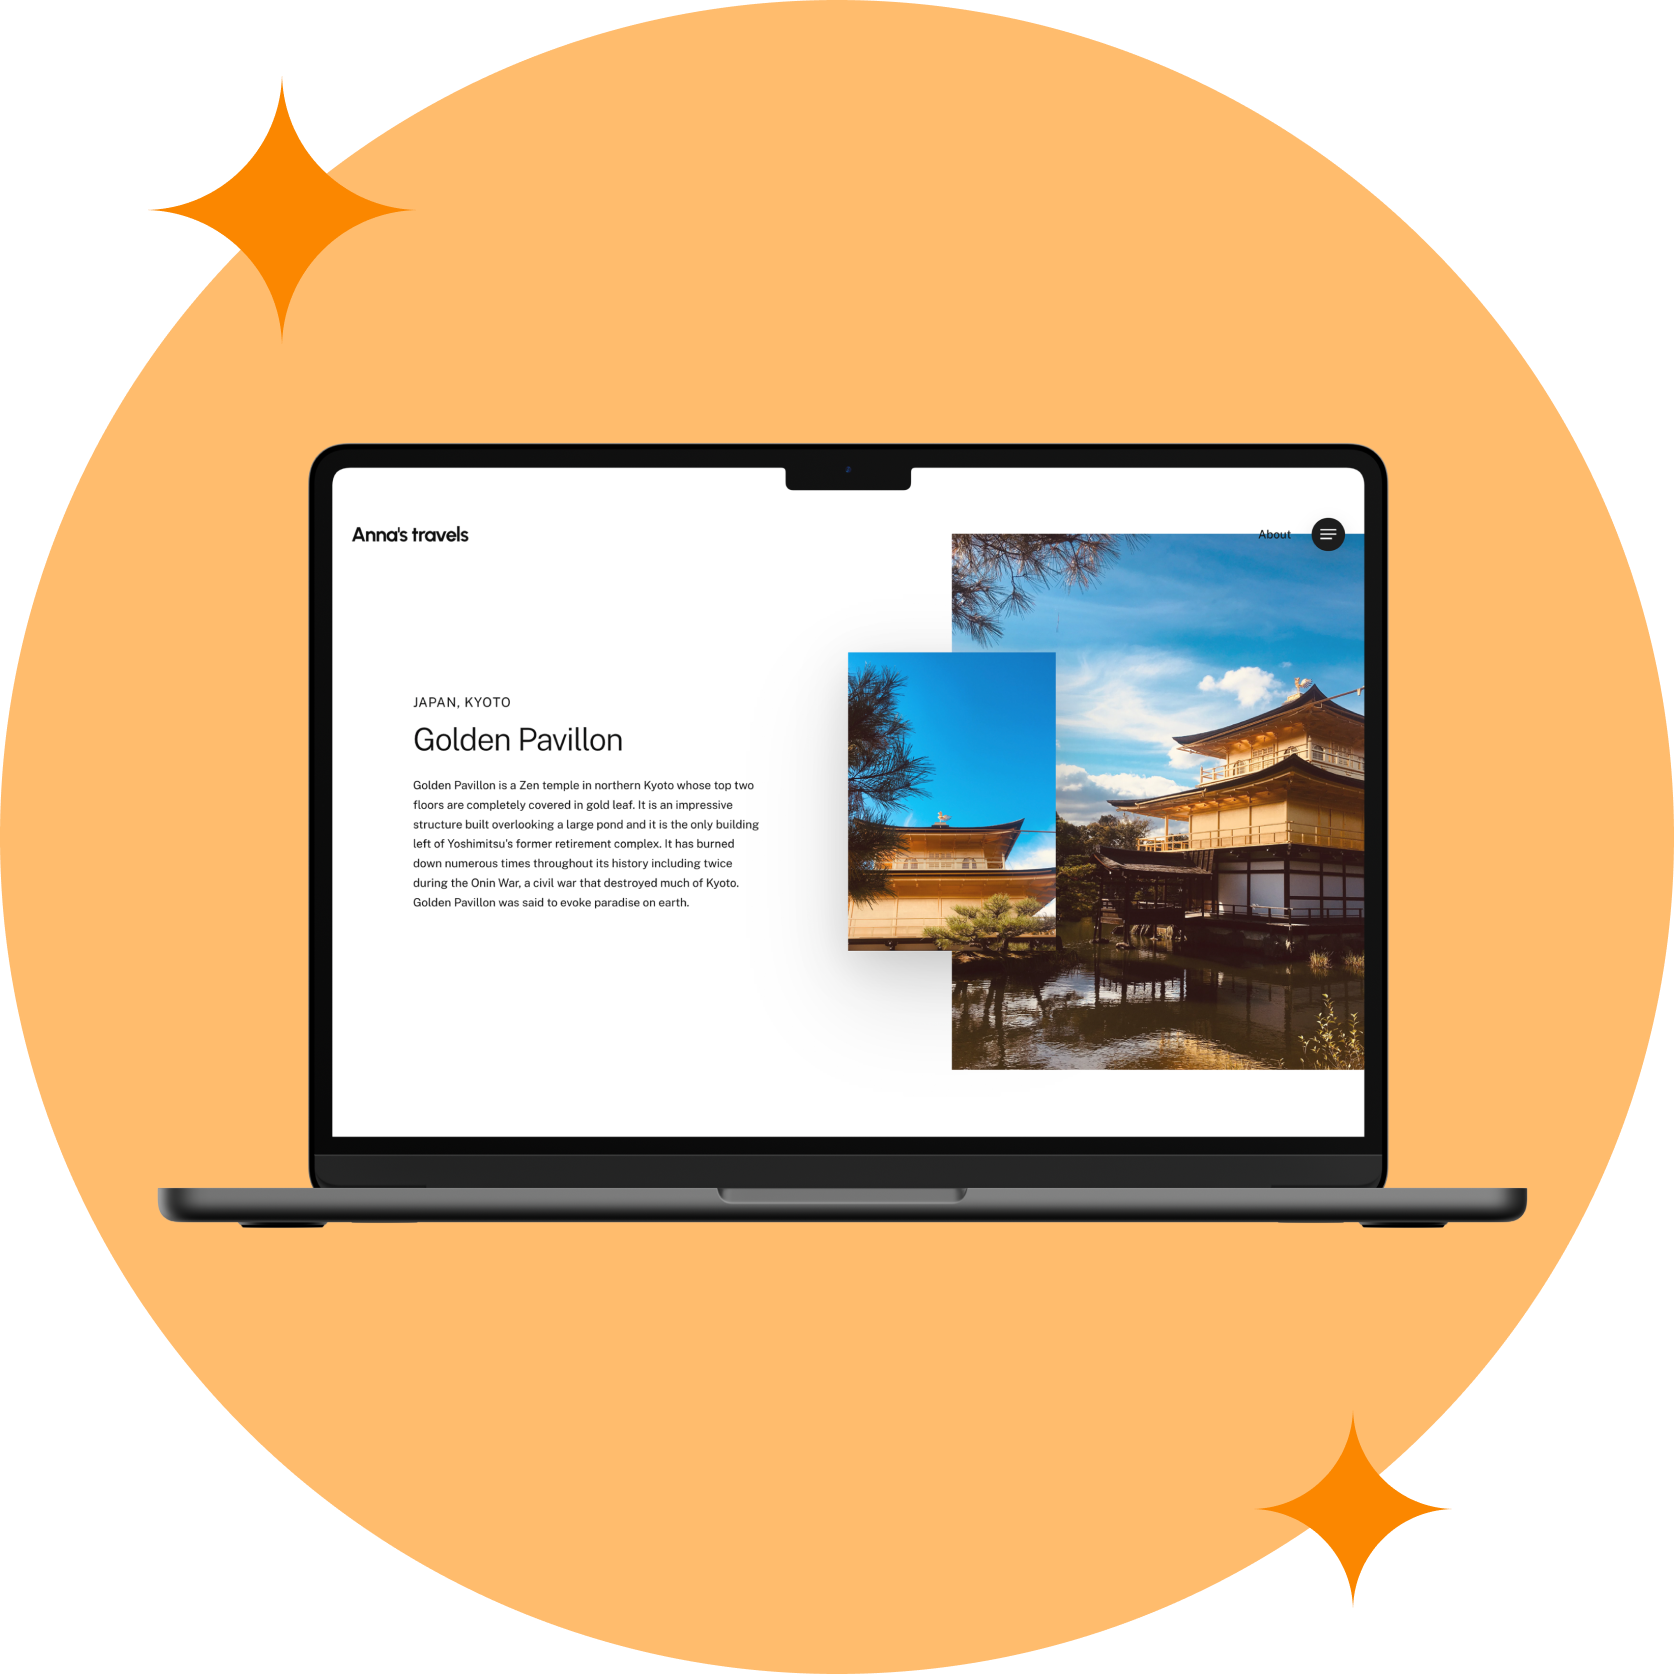 Anna's travels
About
JAPAN, KYOTO
Golden Pavillon
Golden Pavillon is a Zen temple in northern Kyoto whose top two
floors are completely covered in gold leaf. It is an impressive
structure built overlooking a large pond and it is the only building
left of Yoshimitsu's former retirement complex. It has burned
down numerous times throughout its history including twice
during the Onin War, a civil war that destroyed much of Kyoto.
Golden Pavillon was said to evoke paradise on earth.